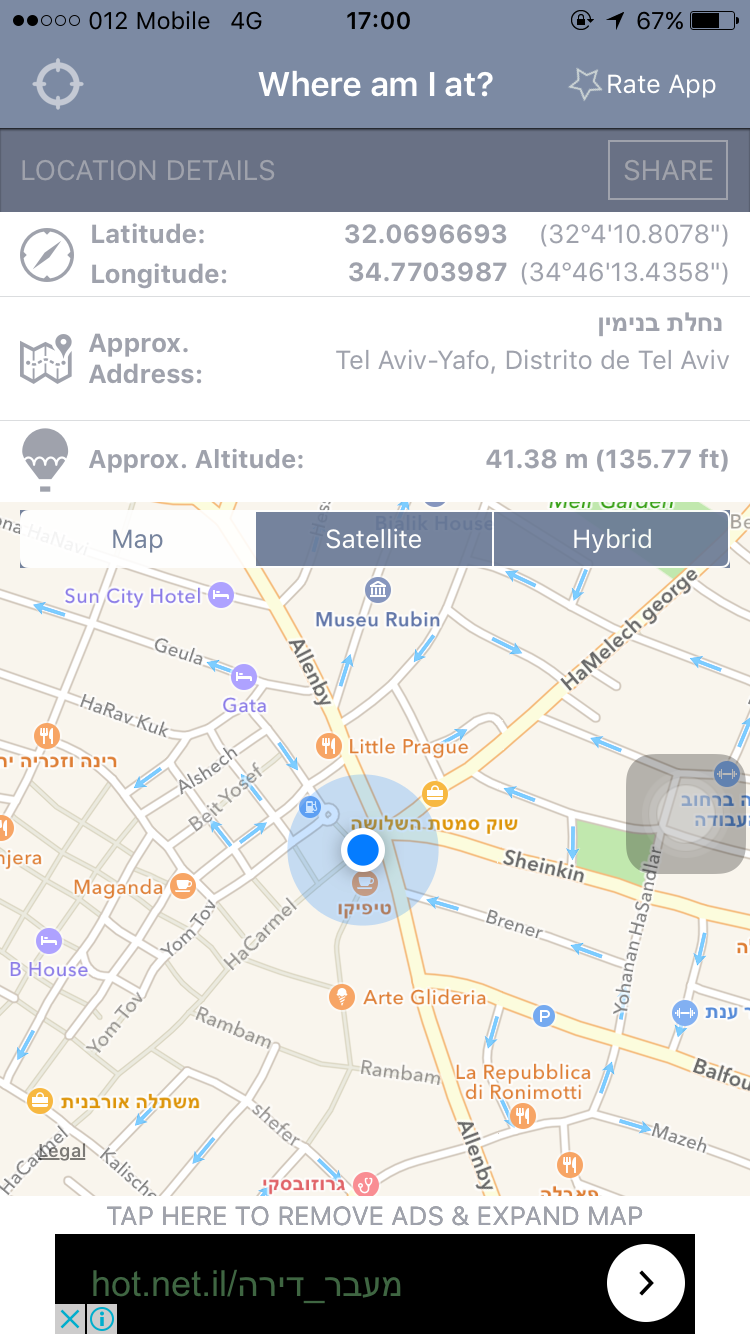 012 Mobile 4G 17:00 67%
Where am I at?
Rate App
LOCATION DETAILS
SHARE
Latitude: 32.0696693 (32°4'10.8078")
Longitude: 34.7703987 (34°46'13.4358")
נחלת בנימין
Approx. Address: Tel Aviv-Yafo, Distrito de Tel Aviv
Approx. Altitude: 41.38 m (135.77 ft)
Meir Garden
Bialik House
HaNavi
Map Satellite Hybrid
Sun City Hotel
Museu Rubin
HaMelech george
Allenby
Geula
Gata
HaRav Kuk
Little Prague
רינה וזכריה
Alshech
Beit Yosef
שוק סמטת השלושה
ברחוב
העבודה
njera
Sheinkin
Maganda
טיפיקו
Yohanan HaSandlar
Yom Tov
HaCarmel
Brener
B House
Arte Glideria
P
ענת
Yom Tov
Rambam
Rambam
La Repubblica
di Ronimotti
Balfou
משתלה אורבנית
shefer
Allenby
Mazeh
Legal
HaCarmel
Kalische
גרוזובסקי
פאבלה
TAP HERE TO REMOVE ADS & EXPAND MAP
hot.net.il/מעבר_דירה